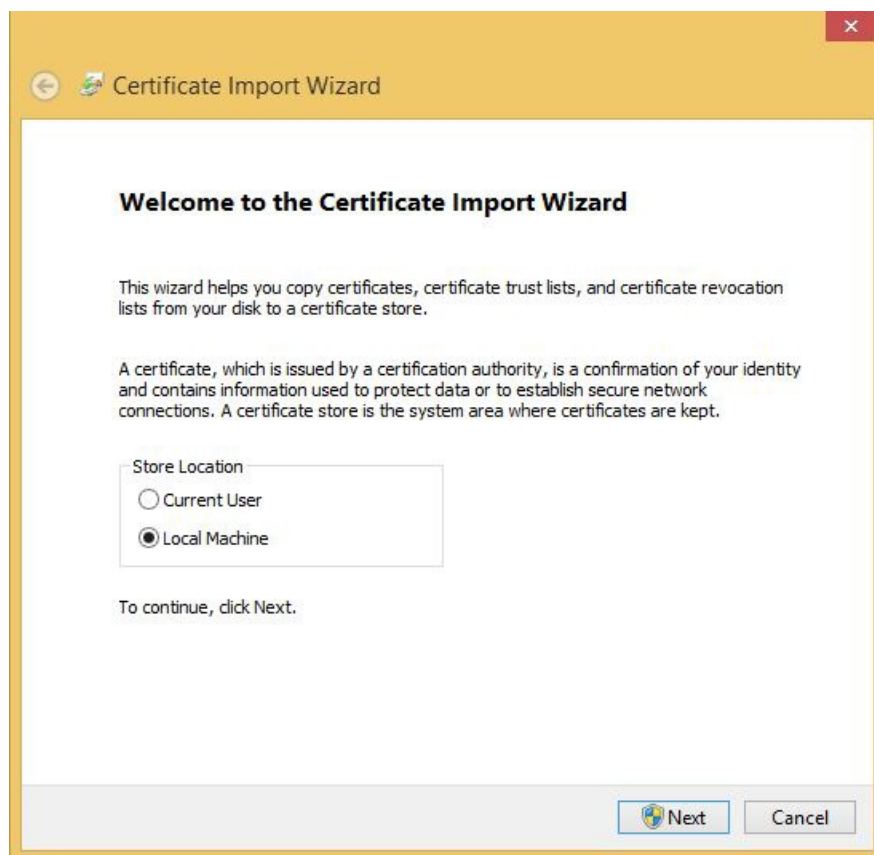 Certificate Import Wizard
Welcome to the Certificate Import Wizard
This wizard helps you copy certificates, certificate trust lists, and certificate revocation
lists from your disk to a certificate store.
A certificate, which is issued by a certification authority, is a confirmation of your identity
and contains information used to protect data or to establish secure network
connections. A certificate store is the system area where certificates are kept.
Store Location
Current User
Local Machine
To continue, click Next.
Next Cancel